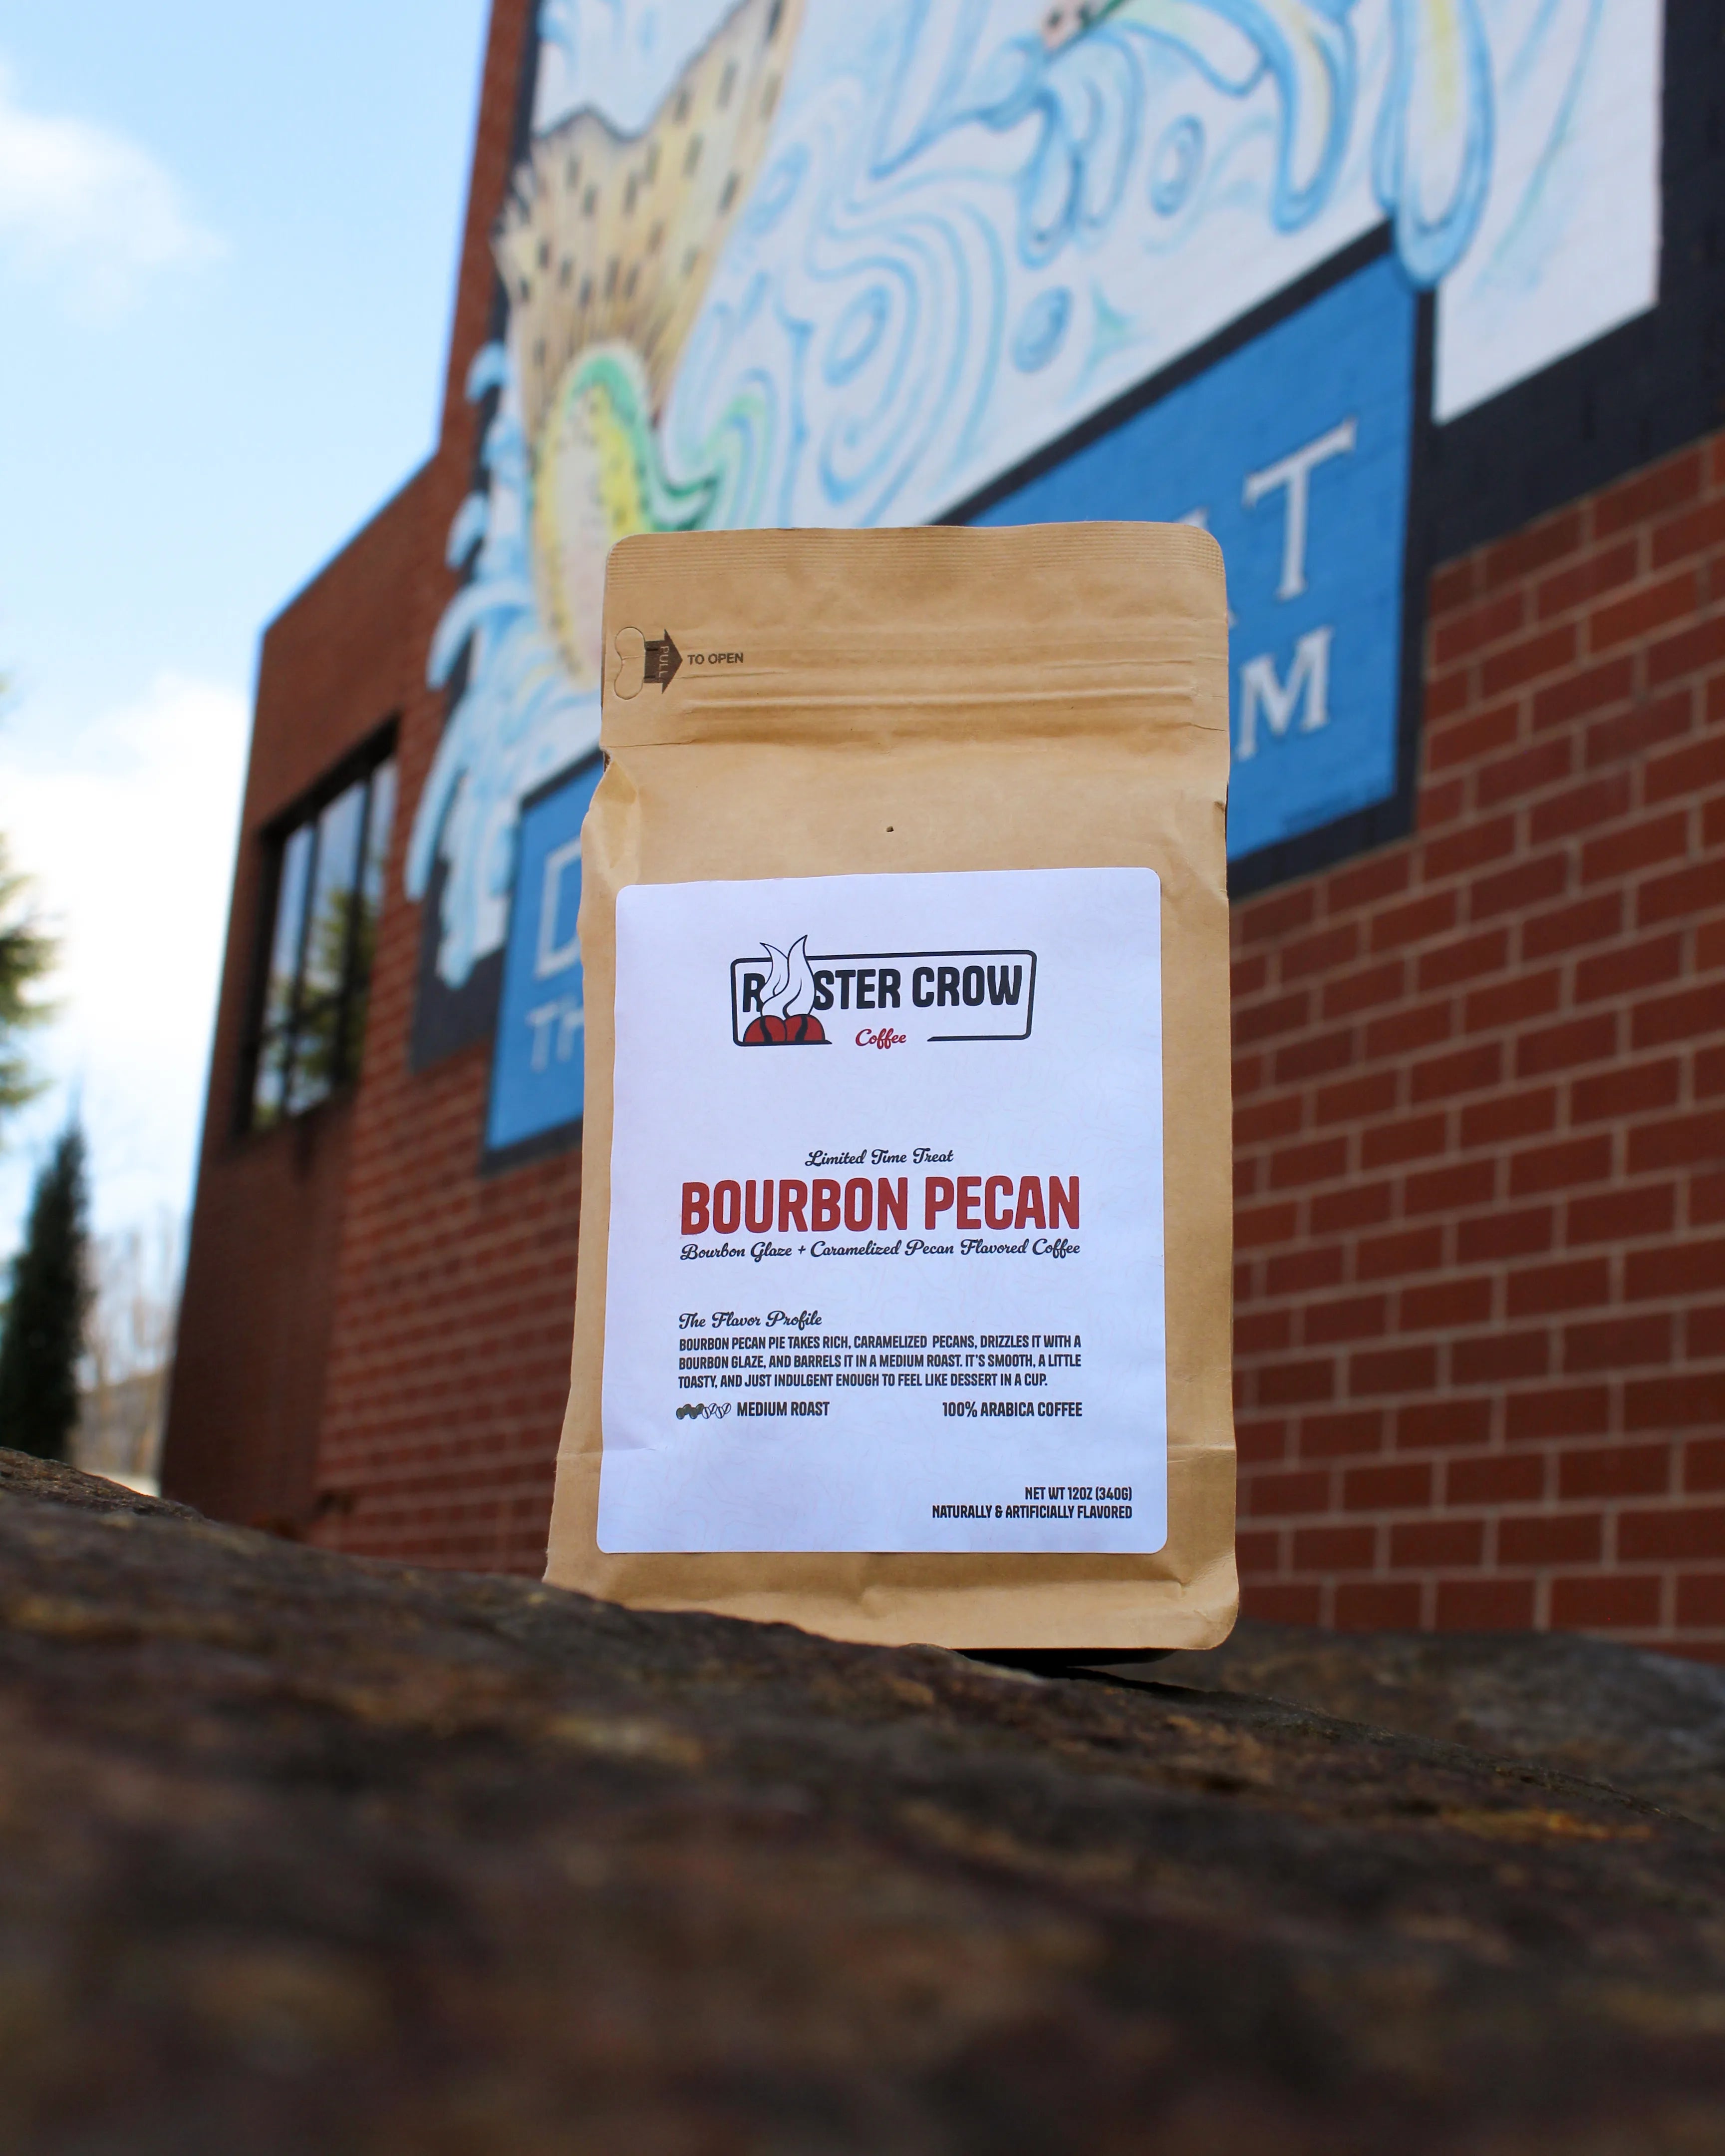 T
M
D
TH
PULL TO OPEN
ROOSTER CROW
Coffee
Limited Time Treat
BOURBON PECAN
Bourbon Glaze + Caramelized Pecan Flavored Coffee
The Flavor Profile
BOURBON PECAN PIE TAKES RICH, CARAMELIZED PECANS, DRIZZLES IT WITH A
BOURBON GLAZE, AND BARRELS IT IN A MEDIUM ROAST. IT'S SMOOTH, A LITTLE
TOASTY, AND JUST INDULGENT ENOUGH TO FEEL LIKE DESSERT IN A CUP.
MEDIUM ROAST 100% ARABICA COFFEE
NET WT 12OZ (340G)
NATURALLY & ARTIFICIALLY FLAVORED